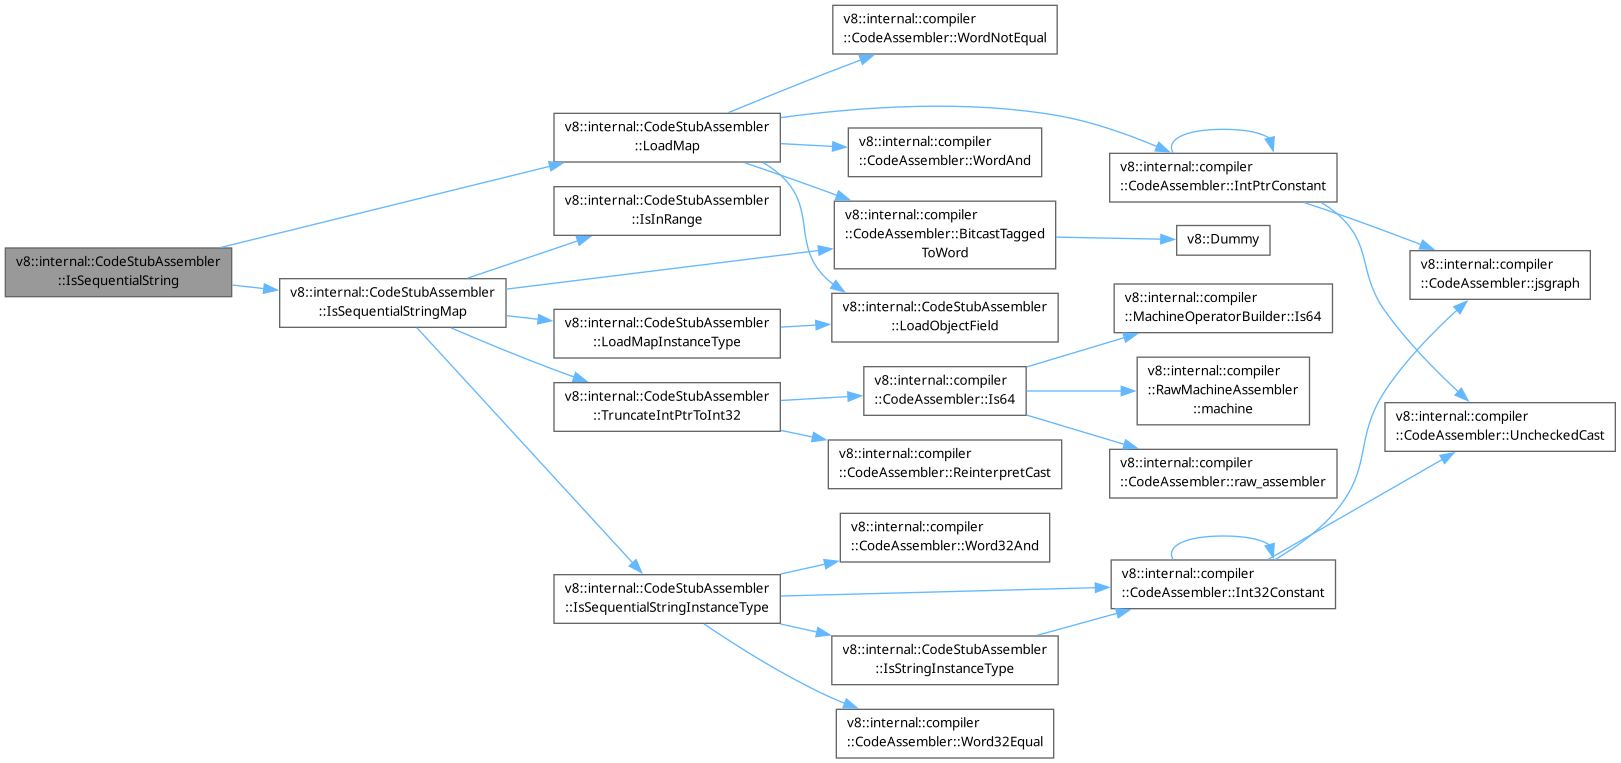 v8::internal::compiler
::CodeAssembler::WordNotEqual
v8::internal::CodeStubAssembler
::LoadMap
v8::internal::compiler
::CodeAssembler::WordAnd
v8::internal::compiler
::CodeAssembler::IntPtrConstant
v8::internal::CodeStubAssembler
::IsInRange
v8::internal::compiler
::CodeAssembler::BitcastTagged
ToWord
v8::Dummy
v8::internal::CodeStubAssembler
::IsSequentialString
v8::internal::CodeStubAssembler
::IsSequentialStringMap
v8::internal::compiler
::CodeAssembler::jsgraph
v8::internal::CodeStubAssembler
::LoadMapInstanceType
v8::internal::CodeStubAssembler
::LoadObjectField
v8::internal::compiler
::MachineOperatorBuilder::Is64
v8::internal::CodeStubAssembler
::TruncateIntPtrToInt32
v8::internal::compiler
::CodeAssembler::Is64
v8::internal::compiler
::RawMachineAssembler
::machine
v8::internal::compiler
::CodeAssembler::UncheckedCast
v8::internal::compiler
::CodeAssembler::ReinterpretCast
v8::internal::compiler
::CodeAssembler::raw_assembler
v8::internal::compiler
::CodeAssembler::Word32And
v8::internal::CodeStubAssembler
::IsSequentialStringInstanceType
v8::internal::compiler
::CodeAssembler::Int32Constant
v8::internal::CodeStubAssembler
::IsStringInstanceType
v8::internal::compiler
::CodeAssembler::Word32Equal